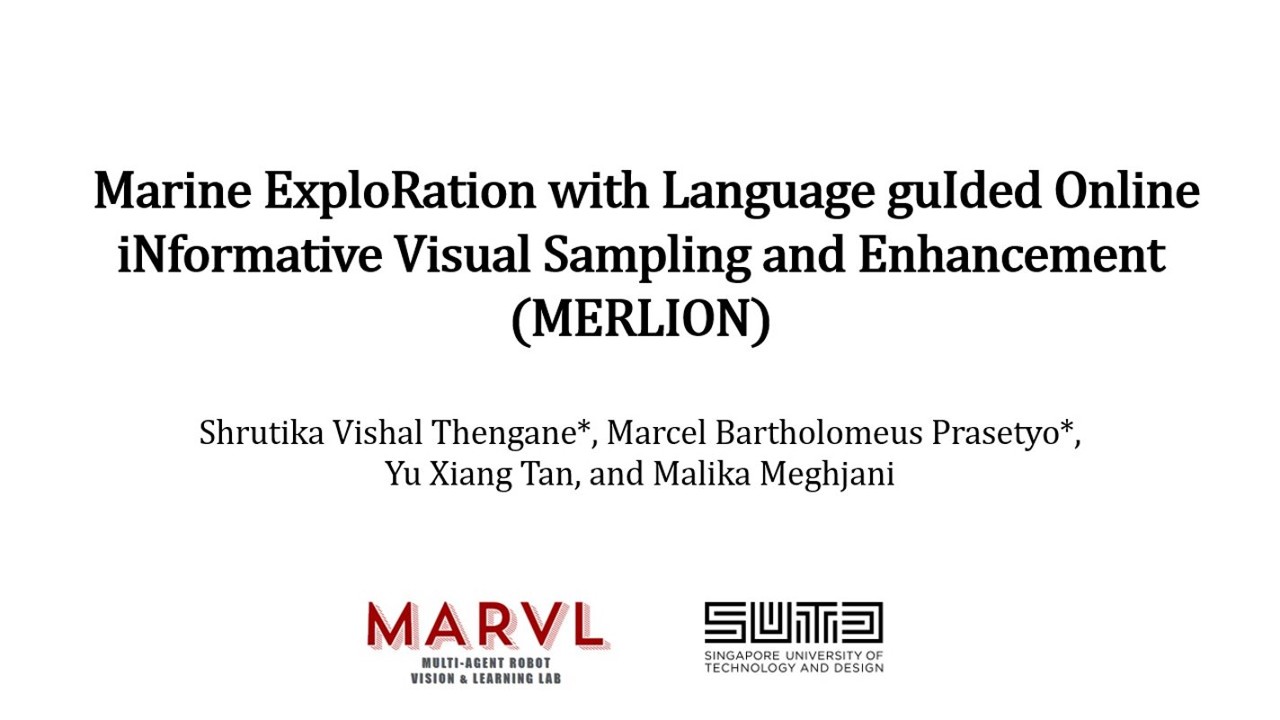 Marine ExploRation with Language guIded Online
iNformative Visual Sampling and Enhancement
(MERLION)
Shrutika Vishal Thengane*, Marcel Bartholomeus Prasetyo*,
Yu Xiang Tan, and Malika Meghjani
MARVL
MULTI-AGENT ROBOT
VISION & LEARNING LAB
SUTD
SINGAPORE UNIVERSITY OF
TECHNOLOGY AND DESIGN